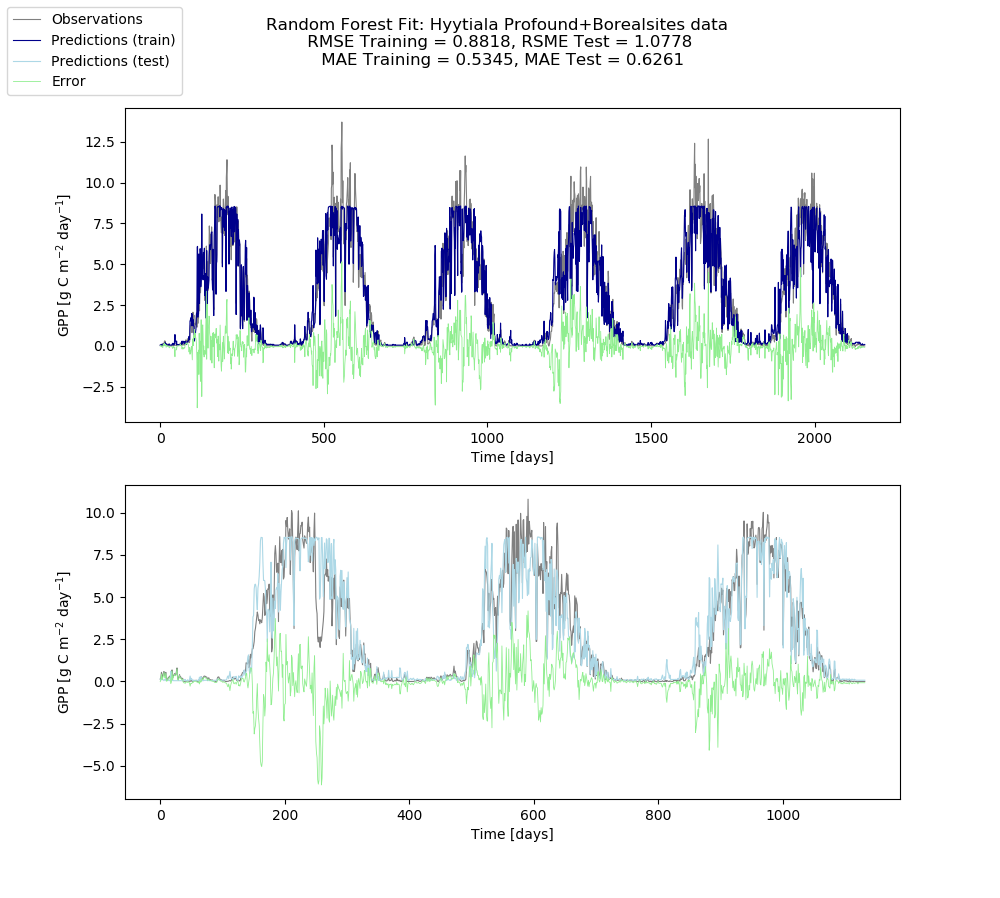 Observations
Predictions (train)
Predictions (test)
Error
Random Forest Fit: Hyytiala Profound+Borealsites data
RMSE Training = 0.8818, RSME Test = 1.0778
MAE Training = 0.5345, MAE Test = 0.6261
GPP [g C m⁻² day⁻¹]
12.5
10.0
7.5
5.0
2.5
0.0
−2.5
0 500 1000 1500 2000
Time [days]
GPP [g C m⁻² day⁻¹]
10.0
7.5
5.0
2.5
0.0
−2.5
−5.0
0 200 400 600 800 1000
Time [days]